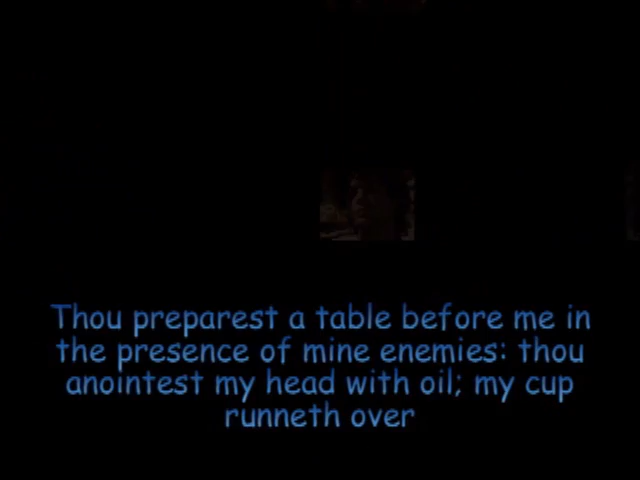 Thou preparest a table before me in
the presence of mine enemies: thou
anointest my head with oil; my cup
runneth over